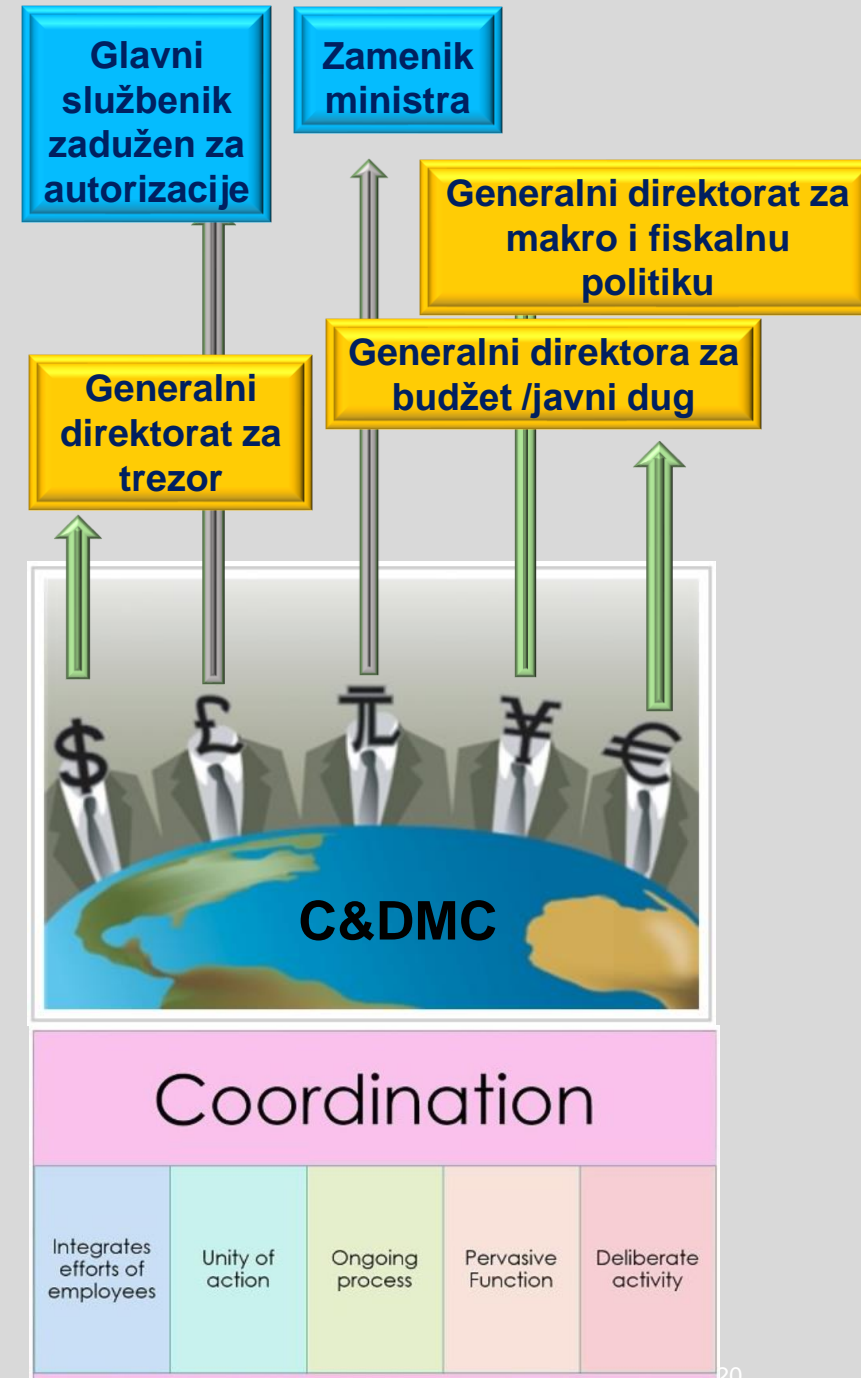 Glavni
službenik
zadužen za
autorizacije
Zamenik
ministra
Generalni direktorat za
makro i fiskalnu
politiku
Generalni direktora za
budžet /javni dug
Generalni
direktorat za
trezor
$ £ ₤ ¥ €
C&DMC
Coordination
Integrates
efforts of
employees
Unity of
action
Ongoing
process
Pervasive
Function
Deliberate
activity
20